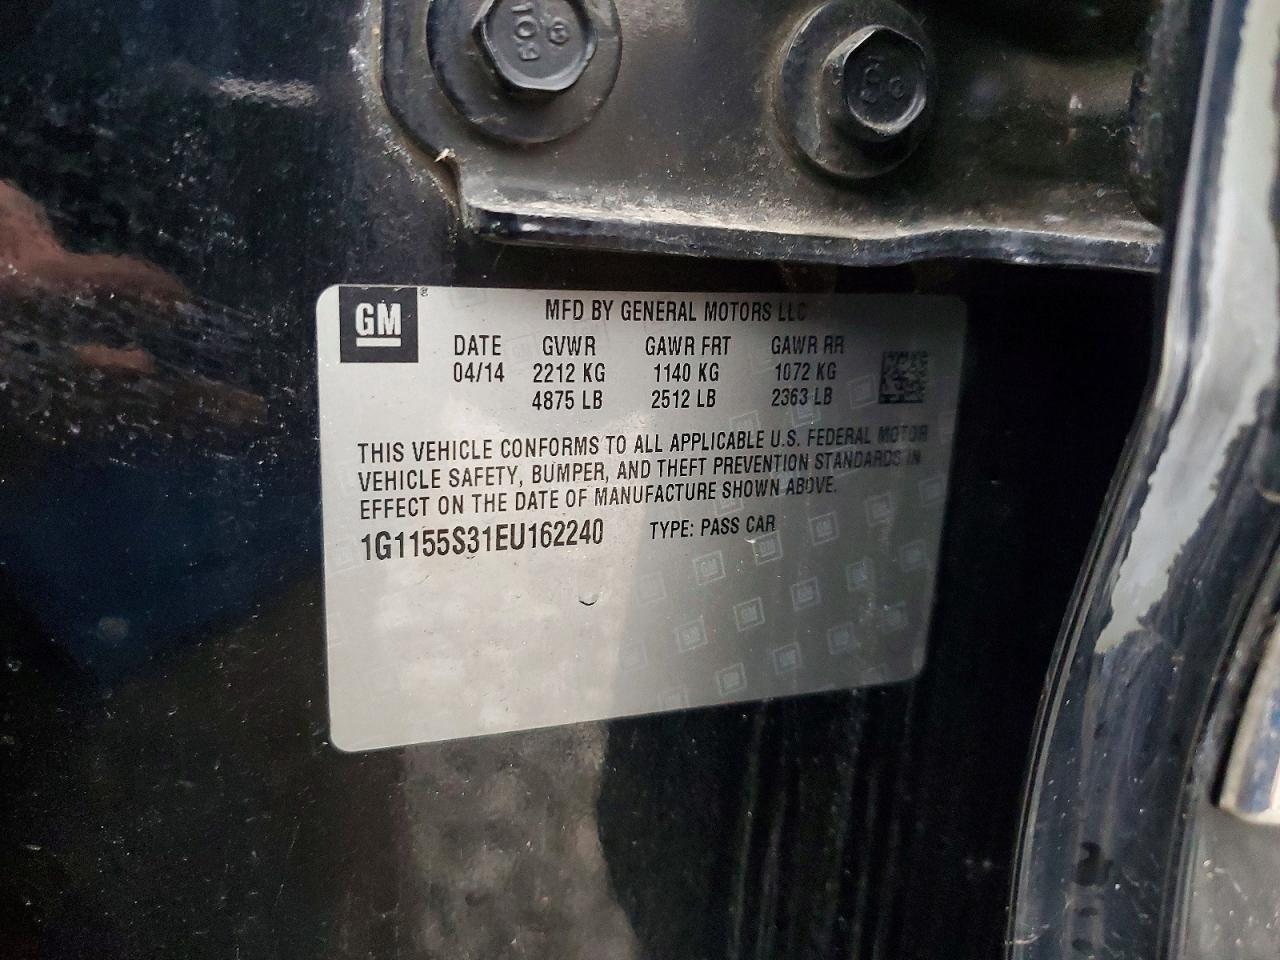 109
GM
MFD BY GENERAL MOTORS LLC
DATE GVWR GAWR FRT GAWR RR
04/14 2212 KG 1140 KG 1072 KG
4875 LB 2512 LB 2363 LB
THIS VEHICLE CONFORMS TO ALL APPLICABLE U.S. FEDERAL MOTOR
VEHICLE SAFETY, BUMPER, AND THEFT PREVENTION STANDARDS IN
EFFECT ON THE DATE OF MANUFACTURE SHOWN ABOVE.
1G1155S31EU162240 TYPE: PASS CAR